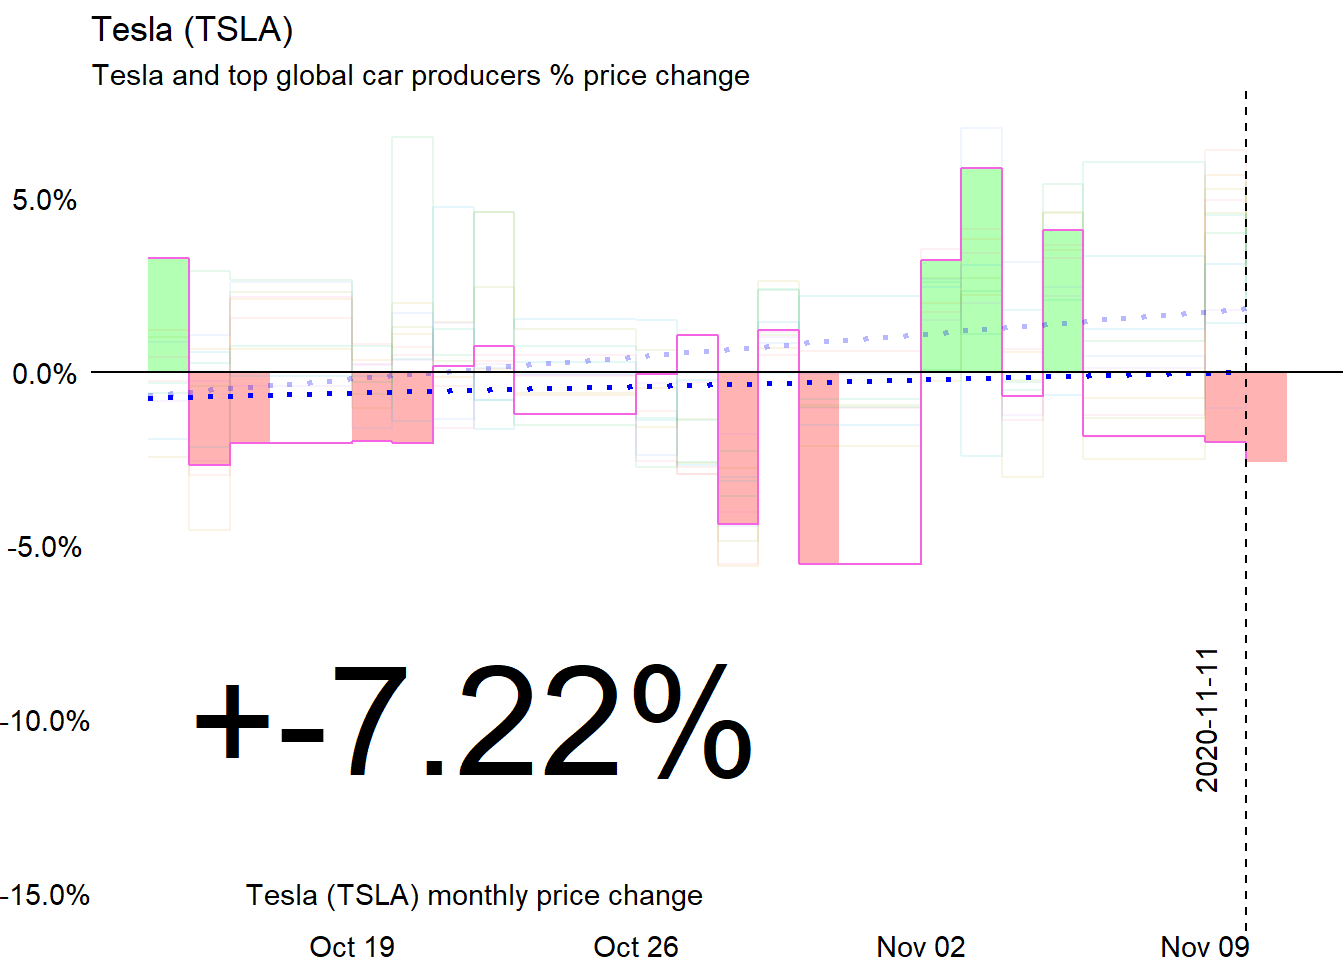 Tesla (TSLA)
Tesla and top global car producers % price change
5.0%
0.0%
-5.0%
-10.0%
-15.0%
+-7.22%
Tesla (TSLA) monthly price change
2020-11-11
Oct 19
Oct 26
Nov 02
Nov 09